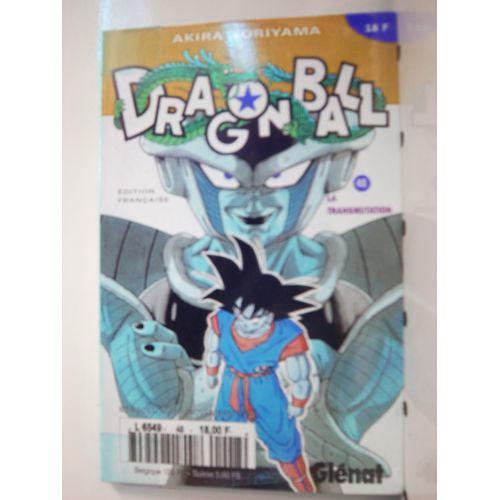 AKIRA TORIYAMA
18 F
DRAGON BALL
ÉDITION
FRANÇAISE
48
LA
TRANSMUTATION
L 6549 - 48 - 18,00 F
Glénat